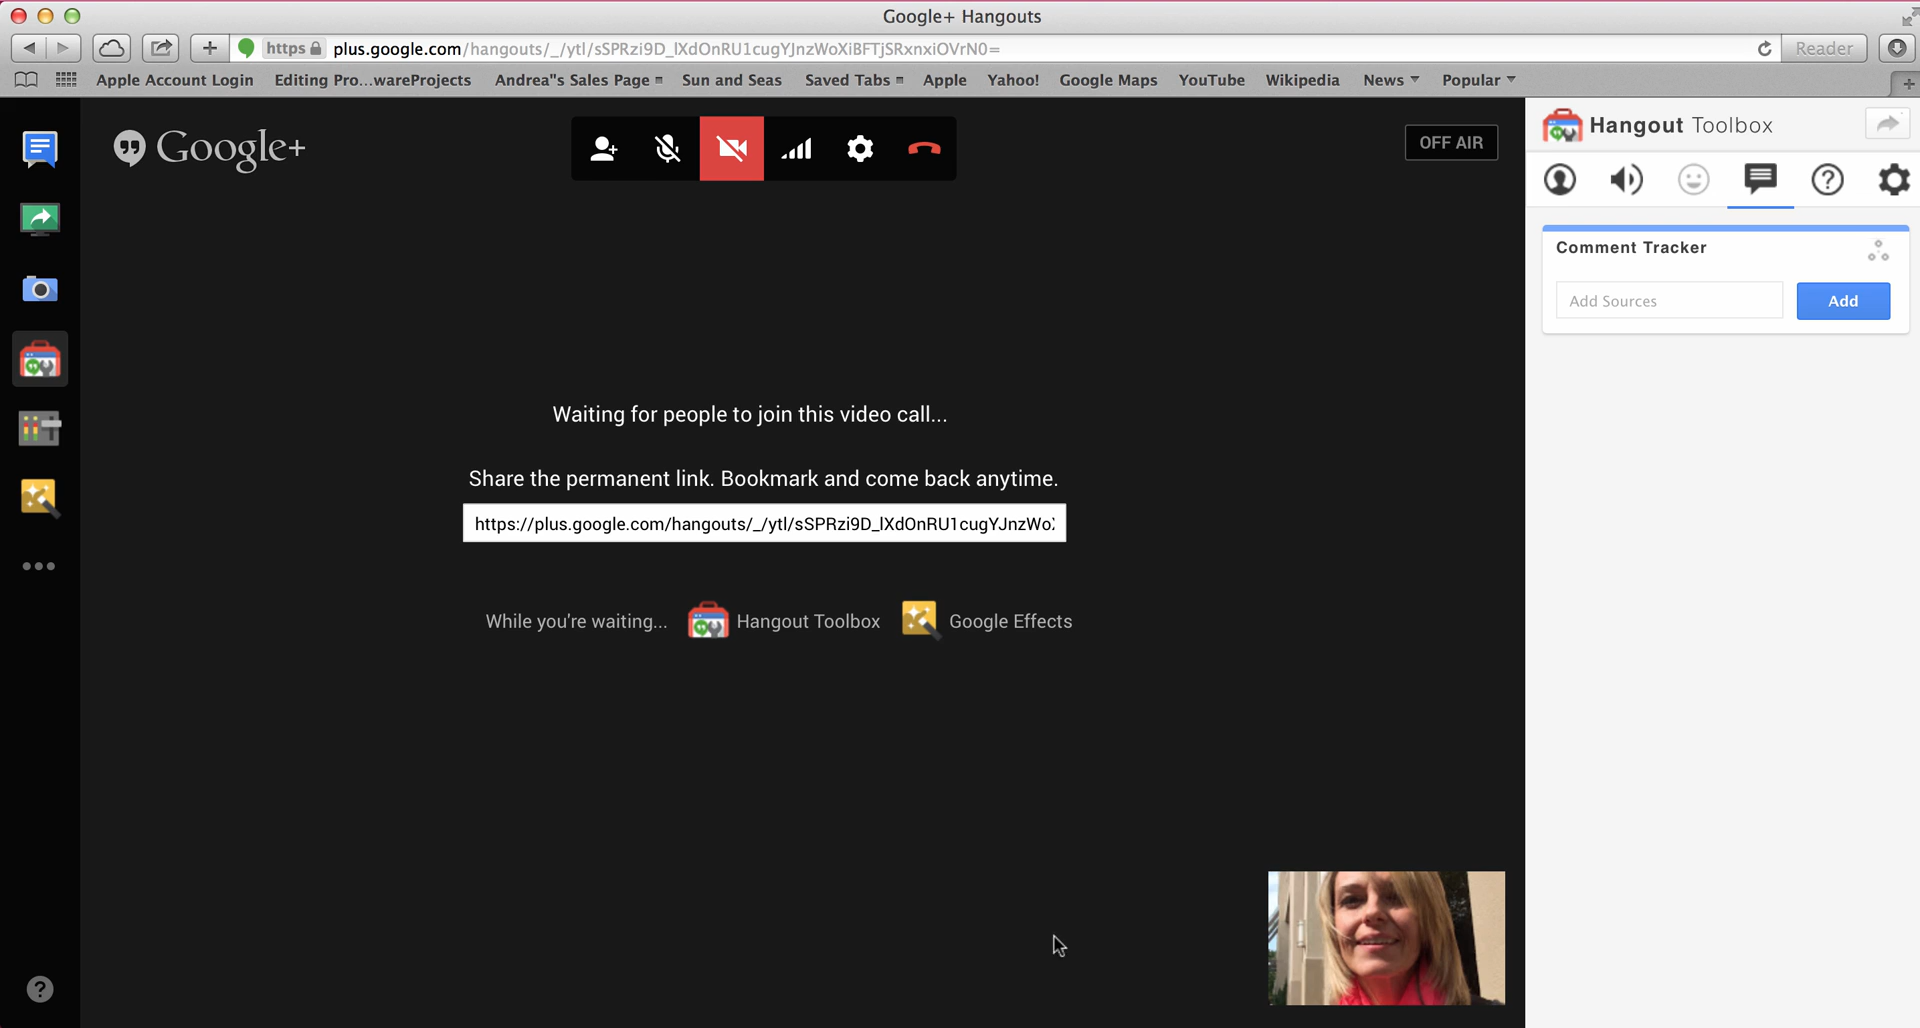 Google+ Hangouts
https plus.google.com/hangouts/_/ytl/sSPRzi9D_lXdOnRU1cugYJnzWoXiBFTjSRxnxiOVrN0=
Reader
Apple Account Login Editing Pro...wareProjects Andrea"s Sales Page Sun and Seas Saved Tabs Apple Yahoo! Google Maps YouTube Wikipedia News Popular
Google+
OFF AIR
Hangout Toolbox
Comment Tracker
Add Sources
Add
Waiting for people to join this video call...
Share the permanent link. Bookmark and come back anytime.
https://plus.google.com/hangouts/_/ytl/sSPRzi9D_lXdOnRU1cugYJnzWo
While you're waiting... Hangout Toolbox Google Effects